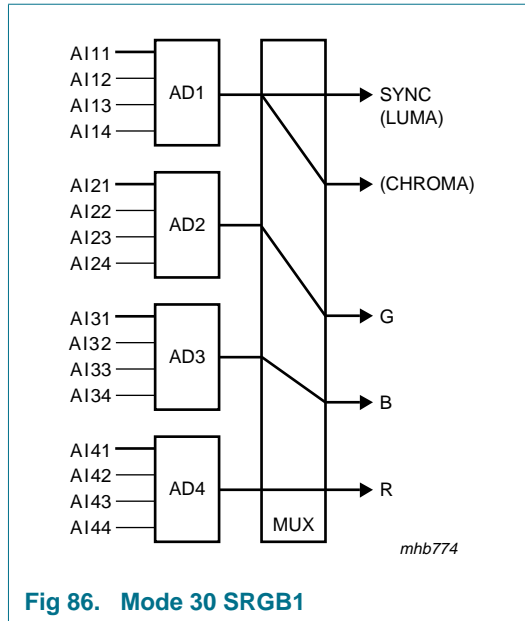 AI11
AI12
AI13
AI14
AD1
SYNC
(LUMA)
(CHROMA)
AI21
AI22
AI23
AI24
AD2
G
AI31
AI32
AI33
AI34
AD3
B
AI41
AI42
AI43
AI44
AD4
R
MUX
mhb774
Fig 86. Mode 30 SRGB1